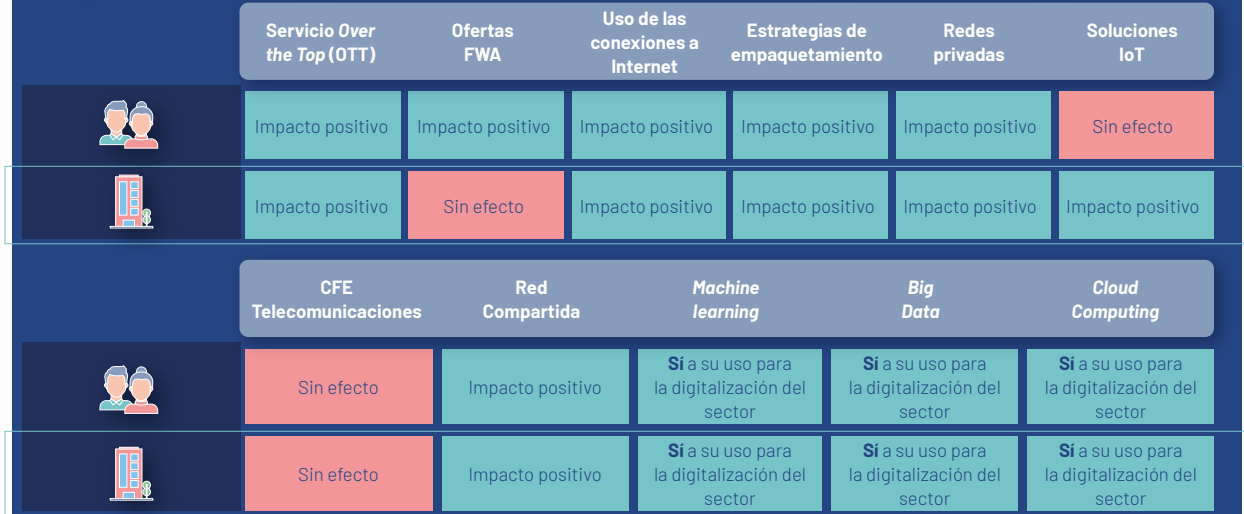 Servicio Over
the Top (OTT)
Ofertas
FWA
Uso de las
conexiones a
Internet
Estrategias de
empaquetamiento
Redes
privadas
Soluciones
IoT
Impacto positivo
Impacto positivo
Impacto positivo
Impacto positivo
Impacto positivo
Sin efecto
Impacto positivo
Sin efecto
Impacto positivo
Impacto positivo
Impacto positivo
Impacto positivo
CFE
Telecomunicaciones
Red
Compartida
Machine
learning
Big
Data
Cloud
Computing
Sin efecto
Impacto positivo
Sí a su uso para
la digitalización del
sector
Sí a su uso para
la digitalización del
sector
Sí a su uso para
la digitalización del
sector
Sin efecto
Impacto positivo
Sí a su uso para
la digitalización del
sector
Sí a su uso para
la digitalización del
sector
Sí a su uso para
la digitalización del
sector